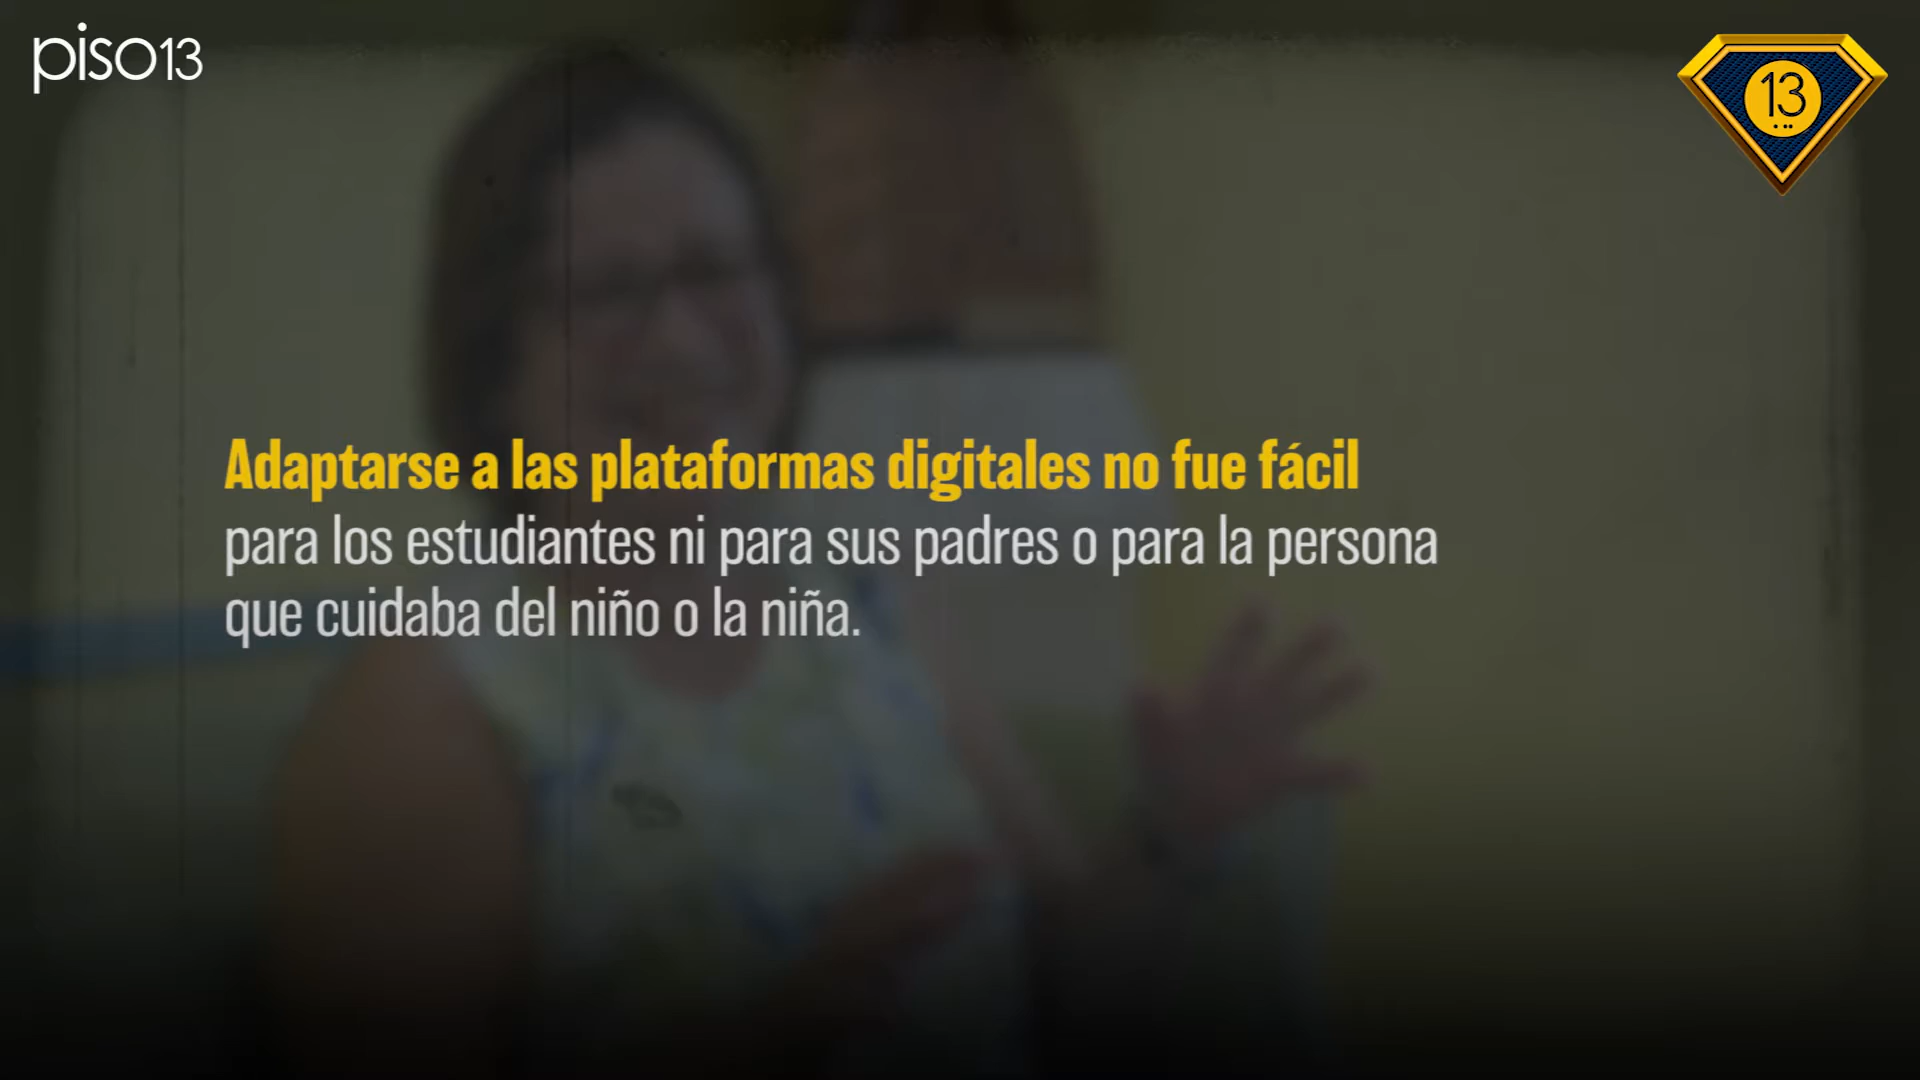 piso13
13
Adaptarse a las plataformas digitales no fue fácil
para los estudiantes ni para sus padres o para la persona
que cuidaba del niño o la niña.